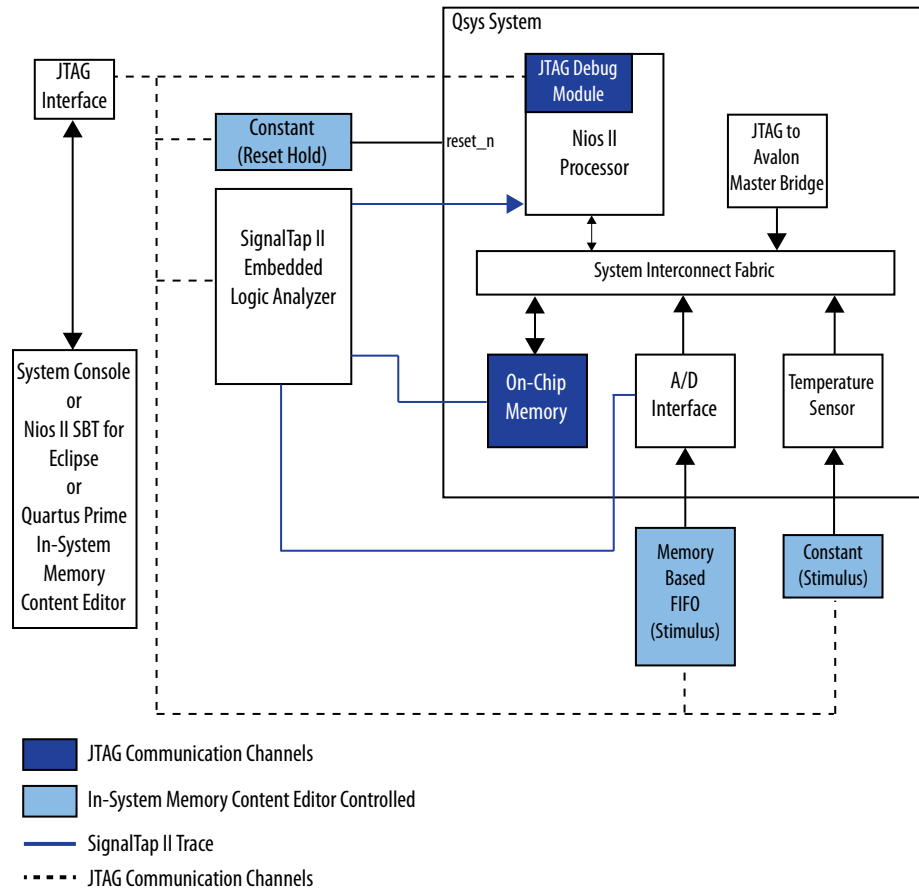 Qsys System
JTAG
Interface
JTAG Debug
Module
Nios II
Processor
Constant
(Reset Hold)
reset_n
JTAG to
Avalon
Master Bridge
SignalTap II
Embedded
Logic Analyzer
System Interconnect Fabric
System Console
or
Nios II SBT for
Eclipse
or
Quartus Prime
In-System
Memory
Content Editor
On-Chip
Memory
A/D
Interface
Temperature
Sensor
Memory
Based
FIFO
(Stimulus)
Constant
(Stimulus)
JTAG Communication Channels
In-System Memory Content Editor Controlled
SignalTap II Trace
JTAG Communication Channels